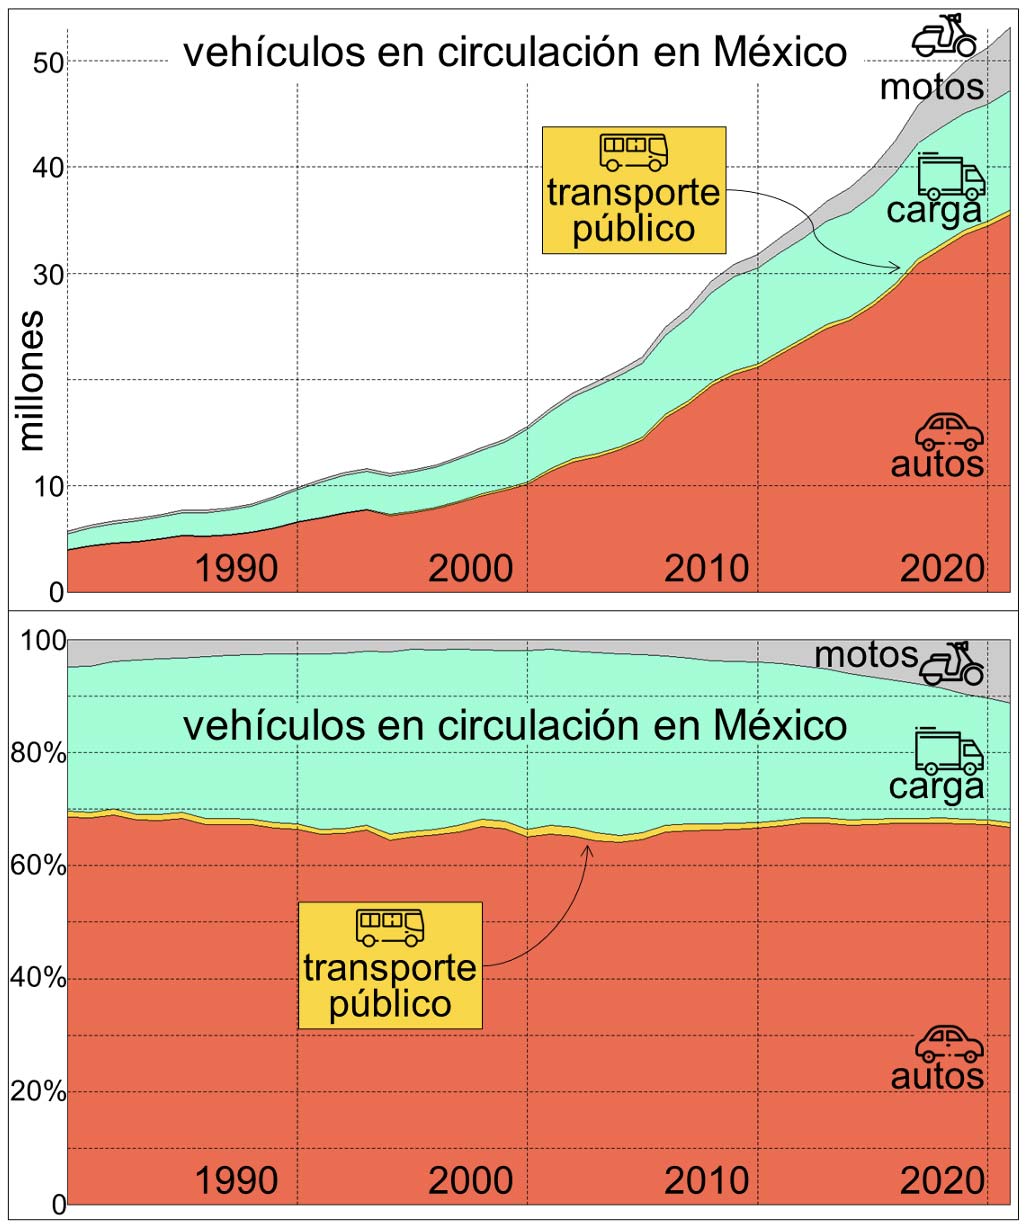 vehículos en circulación en México
50
motos
40
transporte
público
carga
30
millones
autos
10
1990
2000
2010
2020
0
100
motos
vehículos en circulación en México
80%
carga
60%
transporte
público
40%
autos
20%
1990
2000
2010
2020
0